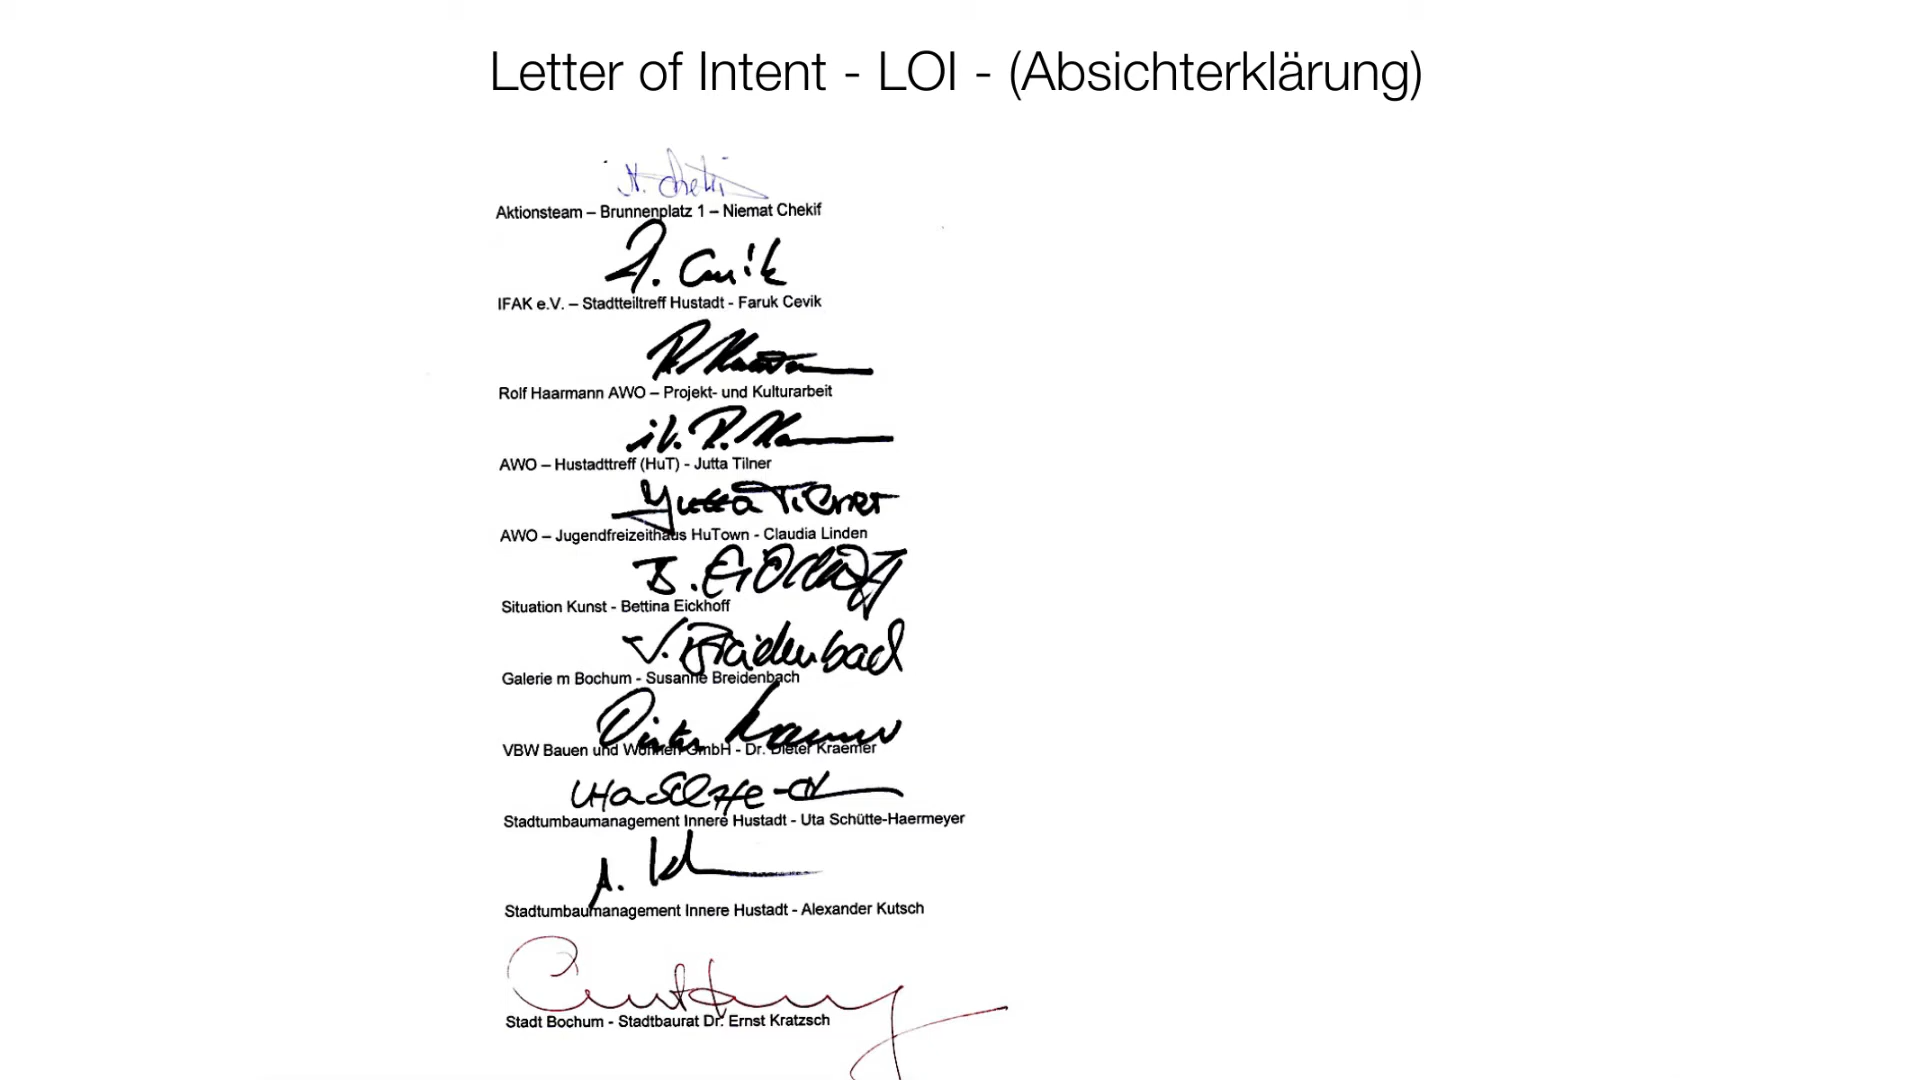 Letter of Intent - LOI - (Absichterklärung)
Aktionsteam – Brunnenplatz 1 – Niemat Chekif
IFAK e.V. – Stadtteiltreff Hustadt - Faruk Cevik
Rolf Haarmann AWO – Projekt- und Kulturarbeit
AWO – Hustadttreff (HuT) - Jutta Tilner
Jutta Tilner
AWO – Jugendfreizeithaus HuTown - Claudia Linden
B. Eickhoff
Situation Kunst - Bettina Eickhoff
Galerie m Bochum - Susanne Breidenbach
VBW Bauen und Wohnen GmbH - Dr. Dieter Kraemer
Stadtumbaumanagement Innere Hustadt - Uta Schütte-Haermeyer
Stadtumbaumanagement Innere Hustadt - Alexander Kutsch
Stadt Bochum - Stadtbaurat Dr. Ernst Kratzsch